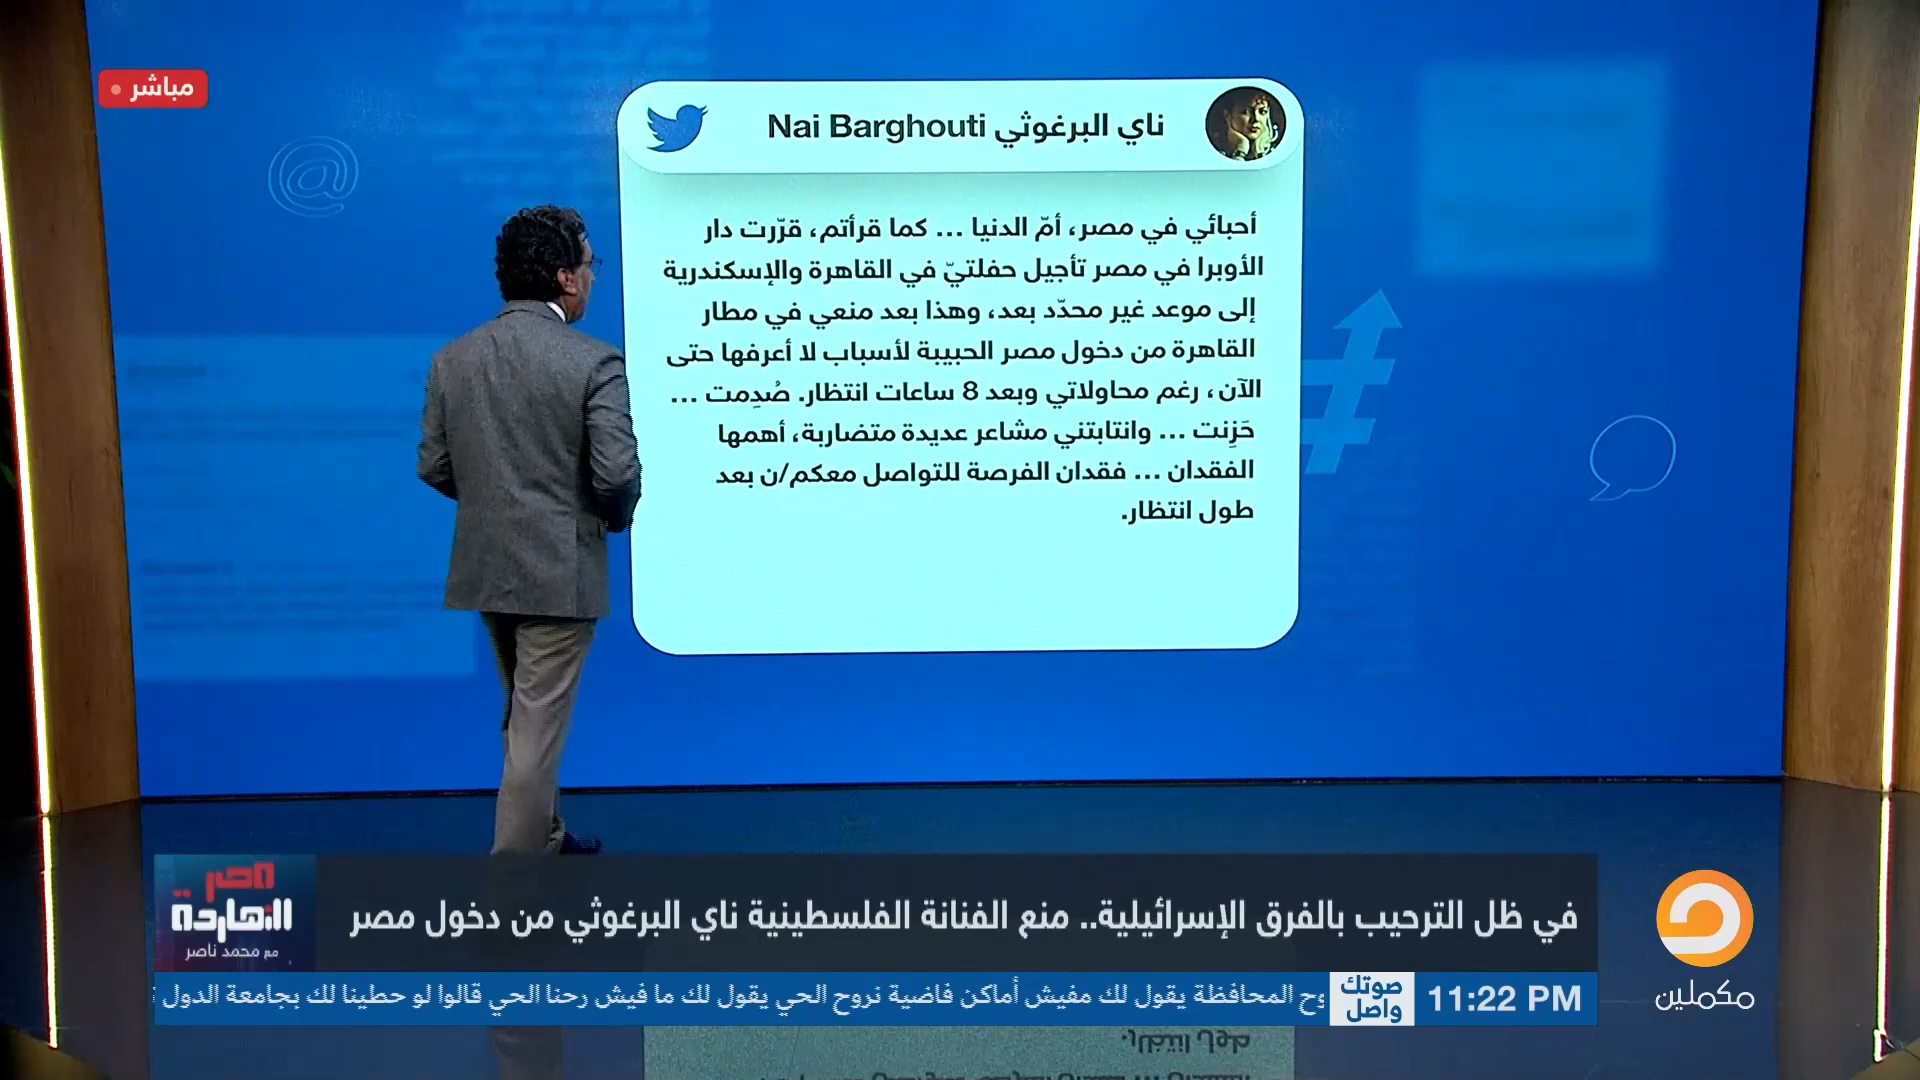 مباشر
ناي البرغوثي Nai Barghouti
أحبائي في مصر، أمّ الدنيا ... كما قرأتم، قرّرت دار
الأوبرا في مصر تأجيل حفلتيّ في القاهرة والإسكندرية
إلى موعد غير محدّد بعد، وهذا بعد منعي في مطار
القاهرة من دخول مصر الحبيبة لأسباب لا أعرفها حتى
الآن، رغم محاولاتي وبعد 8 ساعات انتظار. صُدِمت ...
حَزِنت ... وانتابتني مشاعر عديدة متضاربة، أهمها
الفقدان ... فقدان الفرصة للتواصل معكم/ن بعد
طول انتظار.
مصر
النهاردة
مع محمد ناصر
في ظل الترحيب بالفرق الإسرائيلية.. منع الفنانة الفلسطينية ناي البرغوثي من دخول مصر
مكملين
11:22 PM
صوتك
واصل
المحافظة يقول لك مفيش أماكن فاضية نروح الحي يقول لك ما فيش رحنا الحي قالوا لو حطينا لك بجامعة الدول